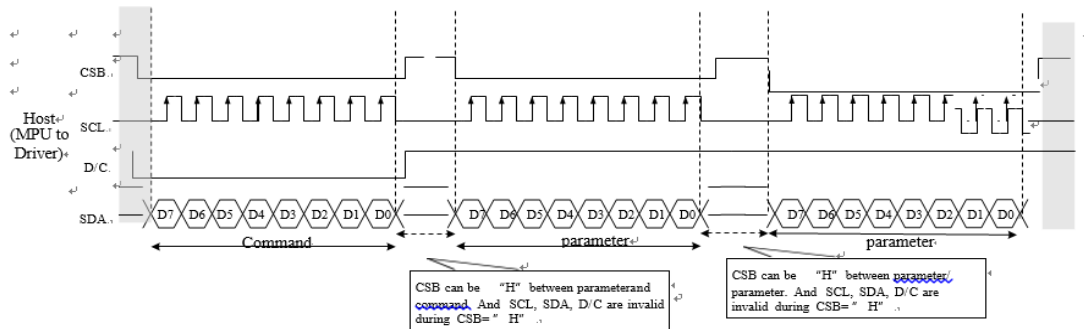 CSB
Host
(MPU to
Driver)
SCL
D/C
SDA
D7 D6 D5 D4 D3 D2 D1 D0
D7 D6 D5 D4 D3 D2 D1 D0
D7 D6 D5 D4 D3 D2 D1 D0
Command
parameter
parameter
CSB can be “H” between parameterand
command. And SCL, SDA, D/C are invalid
during CSB=” H”
CSB can be “H” between parameter/
parameter. And SCL, SDA, D/C are
invalid during CSB=” H”